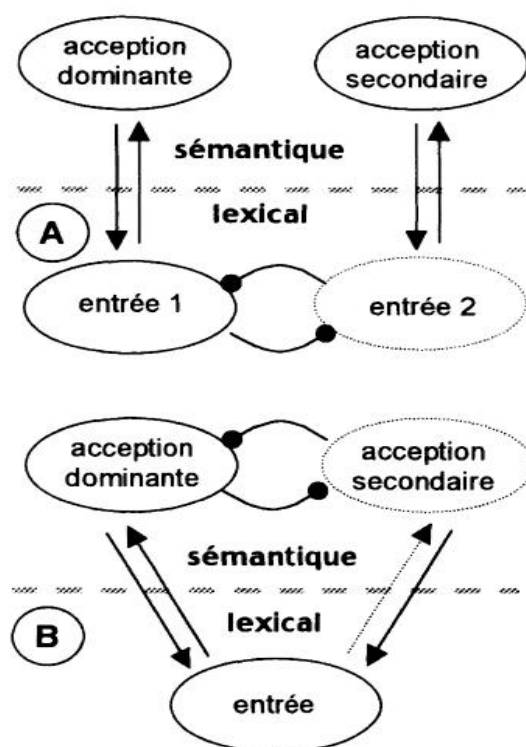 acception
dominante
acception
secondaire
sémantique
lexical
A
entrée 1
entrée 2
acception
dominante
acception
secondaire
sémantique
lexical
B
entrée